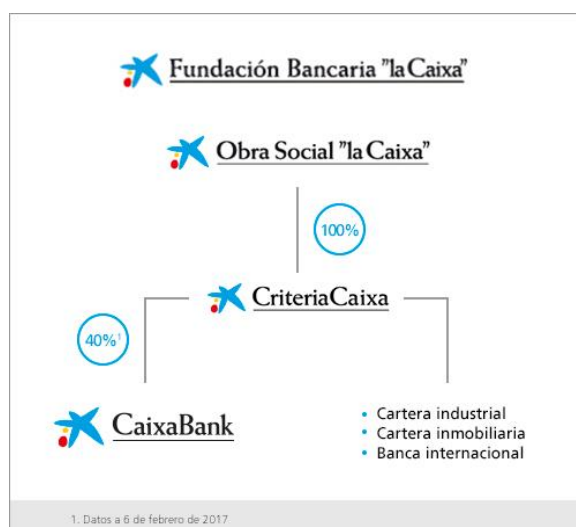 Fundación Bancaria "la Caixa"
Obra Social "la Caixa"
100%
CriteriaCaixa
40%¹
CaixaBank
• Cartera industrial
• Cartera inmobiliaria
• Banca internacional
1. Datos a 6 de febrero de 2017